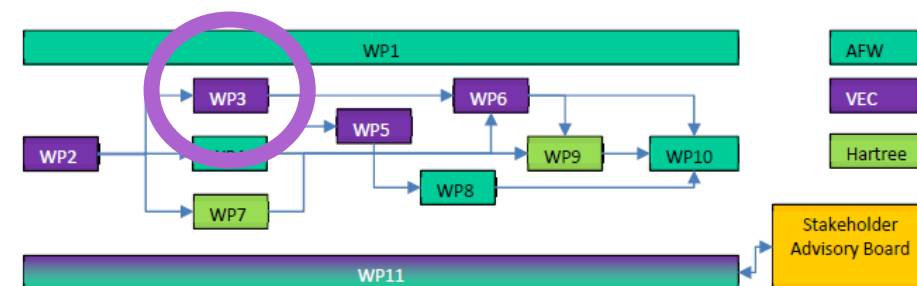 WP1
AFW
WP3
WP6
VEC
WP5
WP2
WP9
WP10
Hartree
WP8
WP7
Stakeholder
Advisory Board
WP11